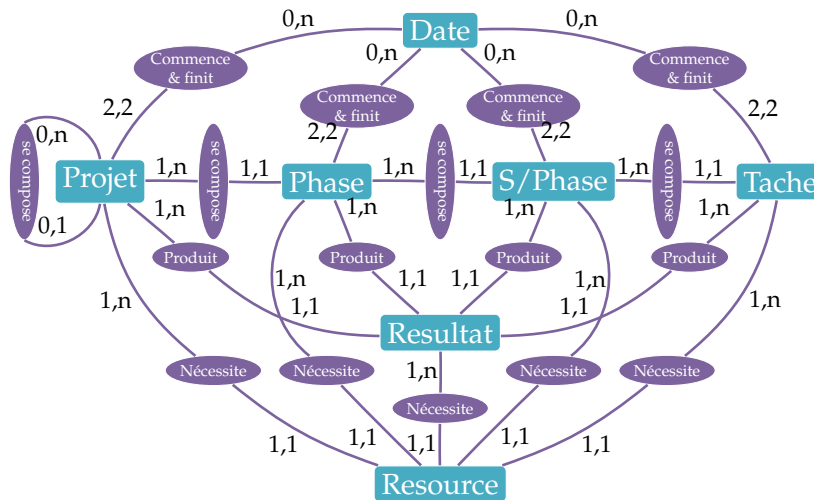 0,n
Date
0,n
Commence
& finit
0,n
0,n
Commence
& finit
Commence
& finit
Commence
& finit
2,2
2,2
2,2
2,2
0,n
se compose
0,1
Projet
1,n
se compose
1,1
Phase
1,n
se compose
1,1
S/Phase
1,n
se compose
1,1
Tache
1,n
1,n
1,n
1,n
Produit
Produit
Produit
Produit
1,n
1,n
1,1
1,1
1,n
1,1
1,1
1,n
Resultat
1,n
Nécessite
Nécessite
Nécessite
Nécessite
Nécessite
1,1
1,1
1,1
1,1
1,1
Resource